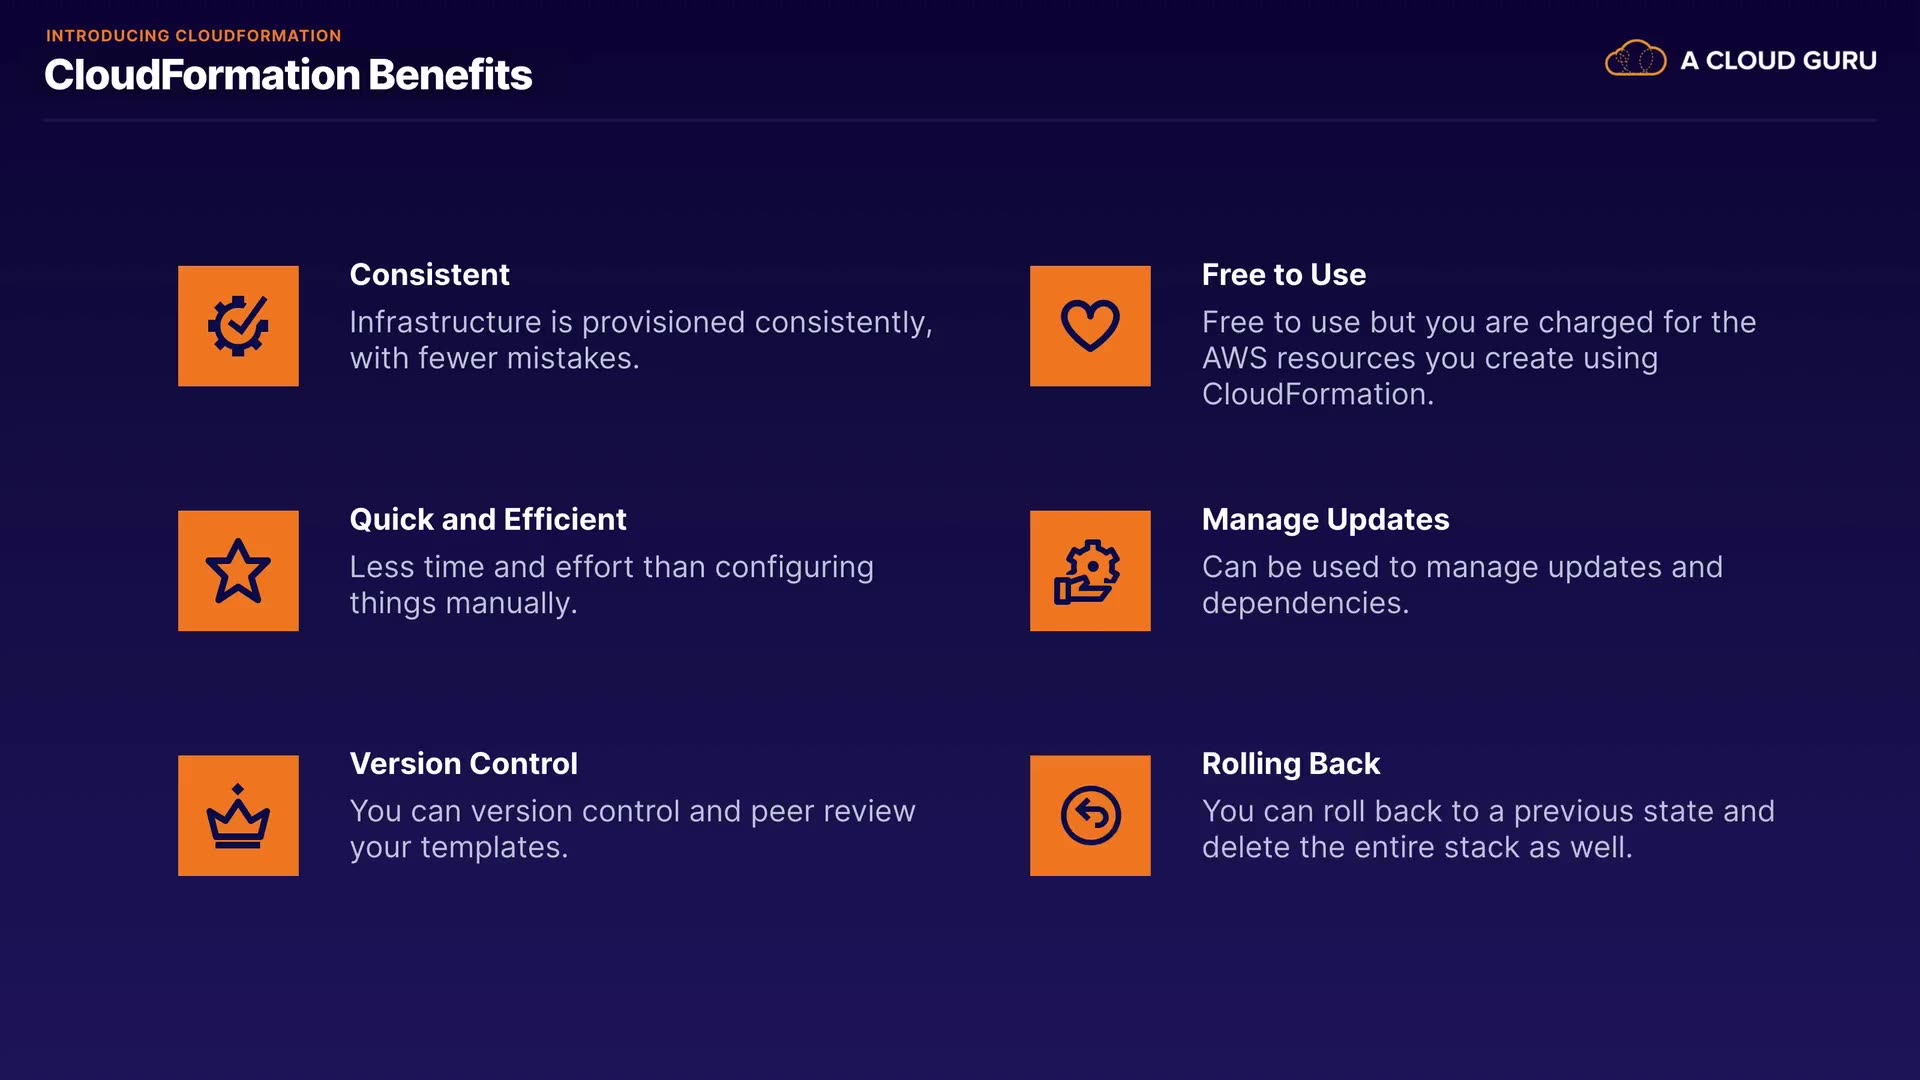 INTRODUCING CLOUDFORMATION
CloudFormation Benefits
A CLOUD GURU
Consistent
Infrastructure is provisioned consistently,
with fewer mistakes.
Free to Use
Free to use but you are charged for the
AWS resources you create using
CloudFormation.
Quick and Efficient
Less time and effort than configuring
things manually.
Manage Updates
Can be used to manage updates and
dependencies.
Version Control
You can version control and peer review
your templates.
Rolling Back
You can roll back to a previous state and
delete the entire stack as well.